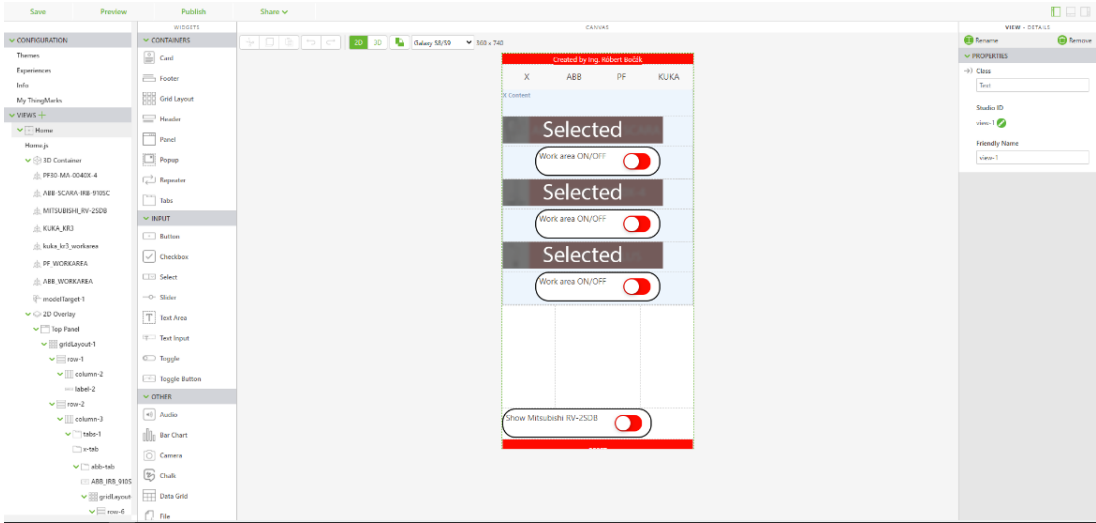 Save Preview Publish Share
WIDGETS CANVAS VIEW - DETAILS
CONFIGURATION
Themes
Experiences
Info
My ThingMarks
VIEWS
Home
Home.js
3D Container
PF30-MA-0040X-4
ABB-SCARA-IRB-910SC
MITSUBISHI_RV-2SDB
KUKA_KR3
kuka_kr3_workarea
PF_WORKAREA
ABB_WORKAREA
modelTarget-1
2D Overlay
Top Panel
gridLayout-1
row-1
column-2
label-2
row-2
column-3
tabs-1
x-tab
abb-tab
ABB_IRB_910S
gridLayout
row-6
CONTAINERS
Card
Footer
Grid Layout
Header
Panel
Popup
Repeater
Tabs
INPUT
Button
Checkbox
Select
Slider
Text Area
Text Input
Toggle
Toggle Button
OTHER
Audio
Bar Chart
Camera
Chalk
Data Grid
File
2D 3D Galaxy S8/S9 360 x 740
Created by Ing. Róbert Bočák
X ABB PF KUKA
X Content
Selected
Work area ON/OFF
Selected
Work area ON/OFF
Selected
Work area ON/OFF
Show Mitsubishi RV-2SDB
Rename Remove
PROPERTIES
Class
Text
Studio ID
view-1
Friendly Name
view-1